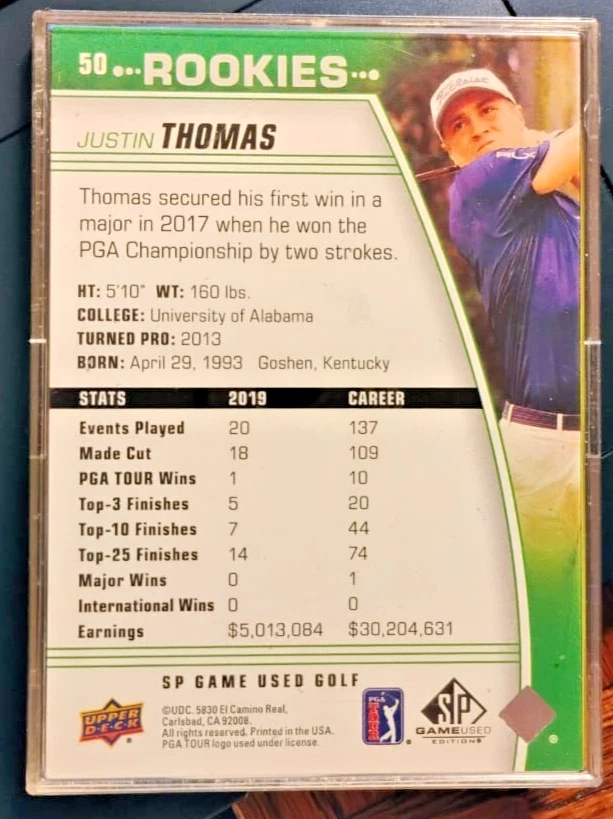 50 ...ROOKIES...
JUSTIN THOMAS
Thomas secured his first win in a
major in 2017 when he won the
PGA Championship by two strokes.
HT: 5'10" WT: 160 lbs.
COLLEGE: University of Alabama
TURNED PRO: 2013
BORN: April 29, 1993 Goshen, Kentucky
STATS 2019 CAREER
Events Played 20 137
Made Cut 18 109
PGA TOUR Wins 1 10
Top-3 Finishes 5 20
Top-10 Finishes 7 44
Top-25 Finishes 14 74
Major Wins 0 1
International Wins 0 0
Earnings $5,013,084 $30,204,631
SP GAME USED GOLF
UPPER
D·E·C·K
©UDC. 5830 El Camino Real,
Carlsbad, CA 92008.
All rights reserved. Printed in the USA.
PGA TOUR logo used under license.
PGA
TOUR
SP
GAMEUSED
EDITION®
Titleist
RLX